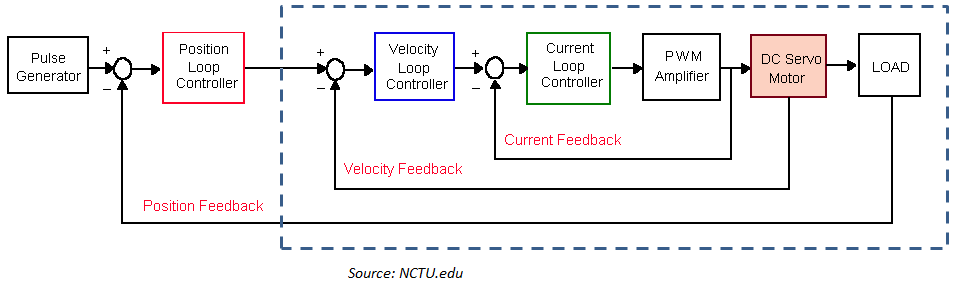 Pulse
Generator
+
−
Position
Loop
Controller
+
−
Velocity
Loop
Controller
+
−
Current
Loop
Controller
PWM
Amplifier
DC Servo
Motor
LOAD
Current Feedback
Velocity Feedback
Position Feedback
Source: NCTU.edu